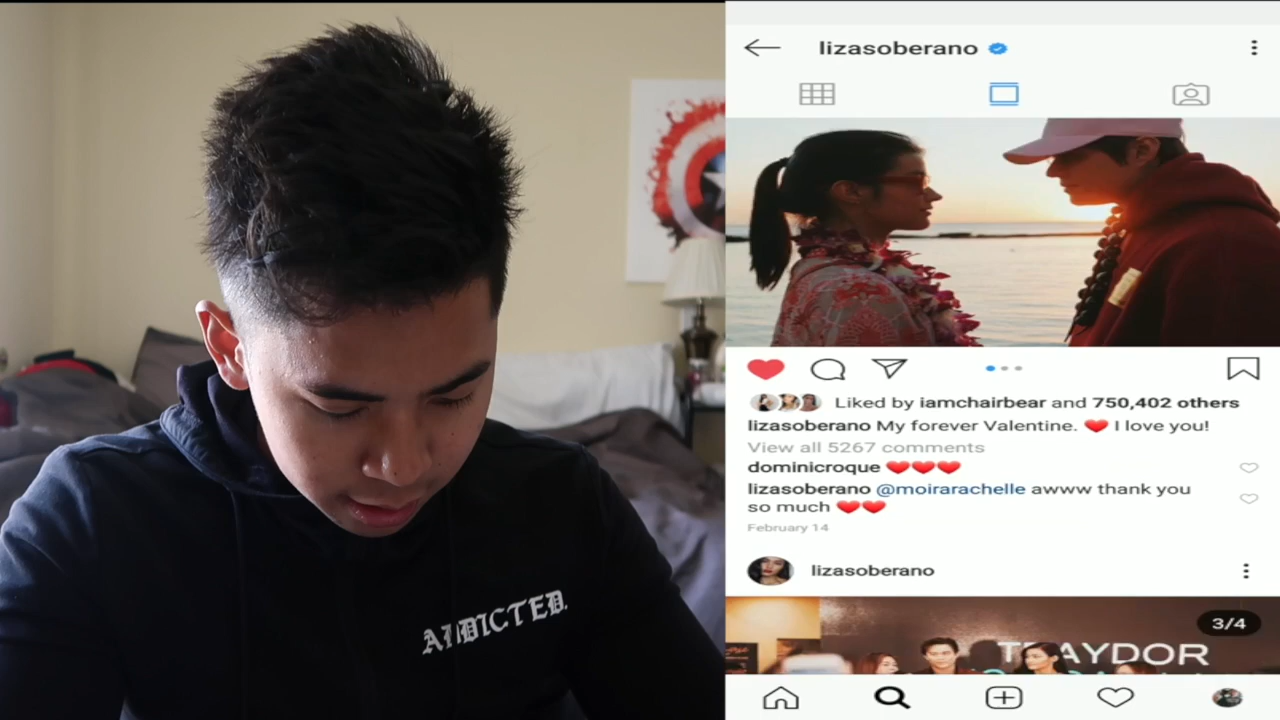 ADDICTED.
lizasoberano
Liked by iamchairbear and 750,402 others
lizasoberano My forever Valentine. ❤️ I love you!
View all 5267 comments
dominicroque ❤️❤️❤️
lizasoberano @moirarachelle awww thank you
so much ❤️❤️
February 14
lizasoberano
3/4